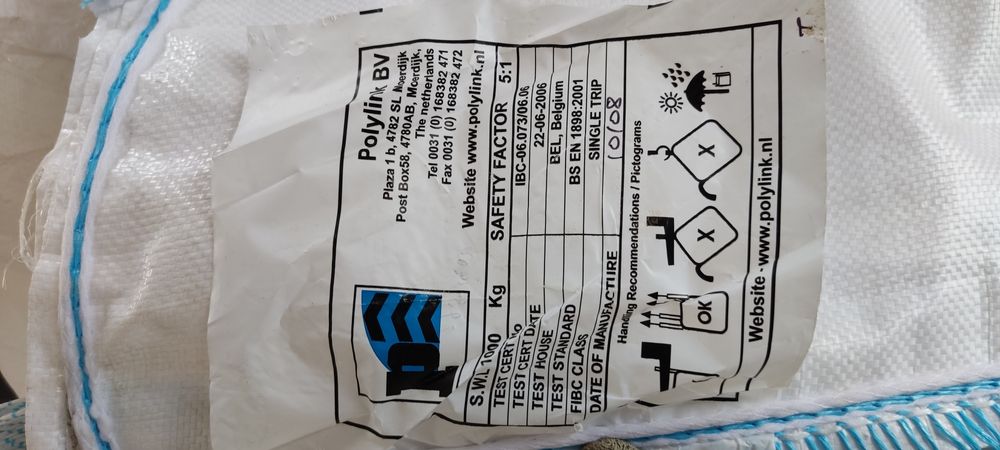 Polylink BV
Plaza 1 b, 4782 SL Moerdijk
Post Box58, 4780AB, Moerdijk,
The netherlands
Tel 0031 (0) 168382 471
Fax 0031 (0) 168382 472
Website www.polylink.nl
p
S.W.L 1000 Kg SAFETY FACTOR 5:1
TEST CERT No IBC-06.073/06.06
TEST CERT DATE 22-06-2006
TEST HOUSE BEL, Belgium
TEST STANDARD BS EN 1898:2001
FIBC CLASS SINGLE TRIP
DATE OF MANUFACTURE 10/08
Handling Recommendations / Pictograms
OK X X
Website -www.polylink.nl
T